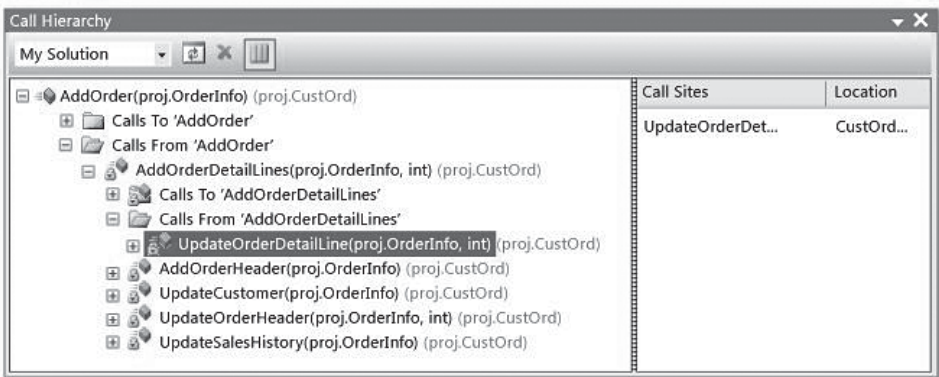 Call Hierarchy
My Solution
AddOrder(proj.OrderInfo) (proj.CustOrd)
Calls To 'AddOrder'
Calls From 'AddOrder'
AddOrderDetailLines(proj.OrderInfo, int) (proj.CustOrd)
Calls To 'AddOrderDetailLines'
Calls From 'AddOrderDetailLines'
UpdateOrderDetailLine(proj.OrderInfo, int) (proj.CustOrd)
AddOrderHeader(proj.OrderInfo) (proj.CustOrd)
UpdateCustomer(proj.OrderInfo) (proj.CustOrd)
UpdateOrderHeader(proj.OrderInfo, int) (proj.CustOrd)
UpdateSalesHistory(proj.OrderInfo) (proj.CustOrd)
Call Sites Location
UpdateOrderDet... CustOrd...